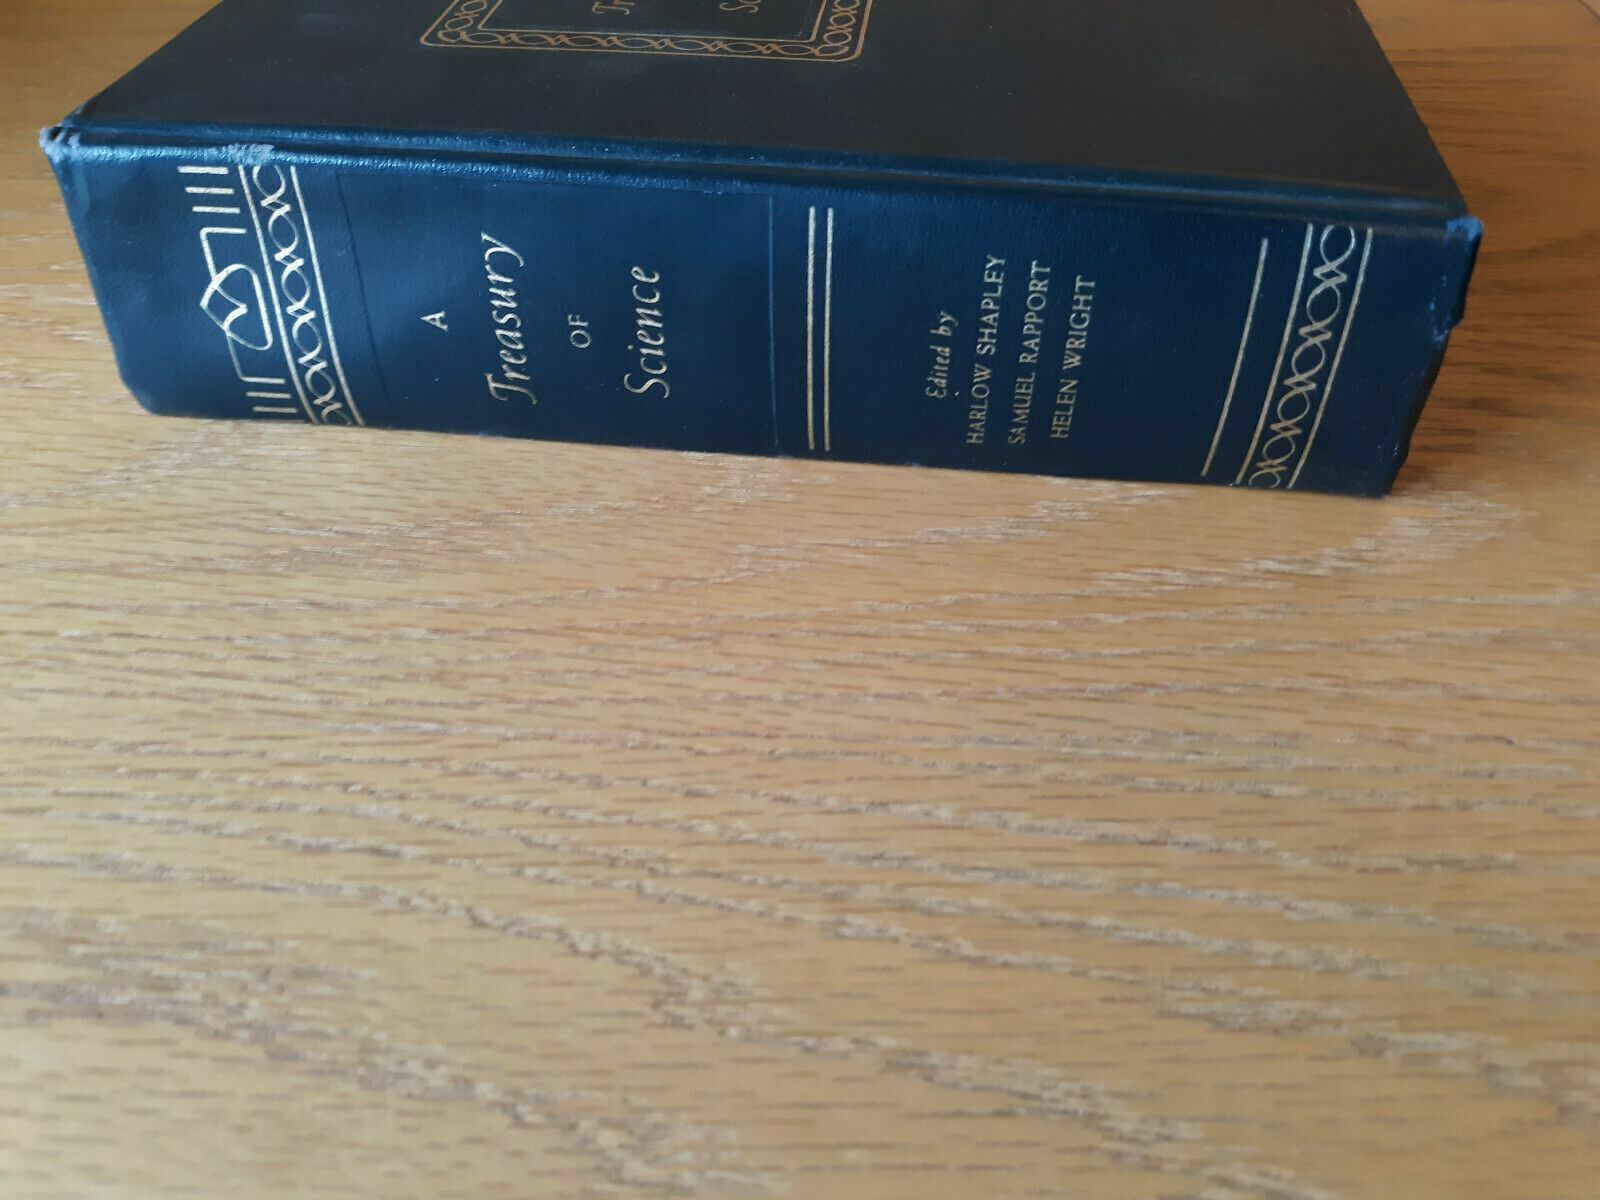 A
Treasury
OF
Science
Edited by
HARLOW SHAPLEY
SAMUEL RAPPORT
HELEN WRIGHT